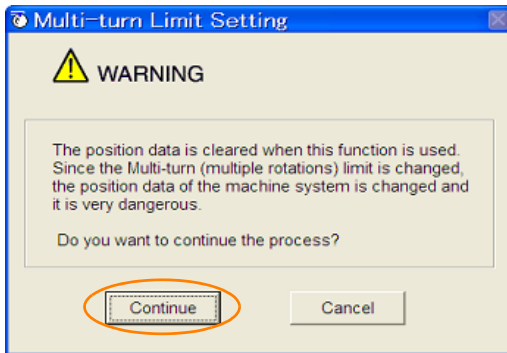 Multi-turn Limit Setting
WARNING
The position data is cleared when this function is used.
Since the Multi-turn (multiple rotations) limit is changed,
the position data of the machine system is changed and
it is very dangerous.
Do you want to continue the process?
Continue
Cancel